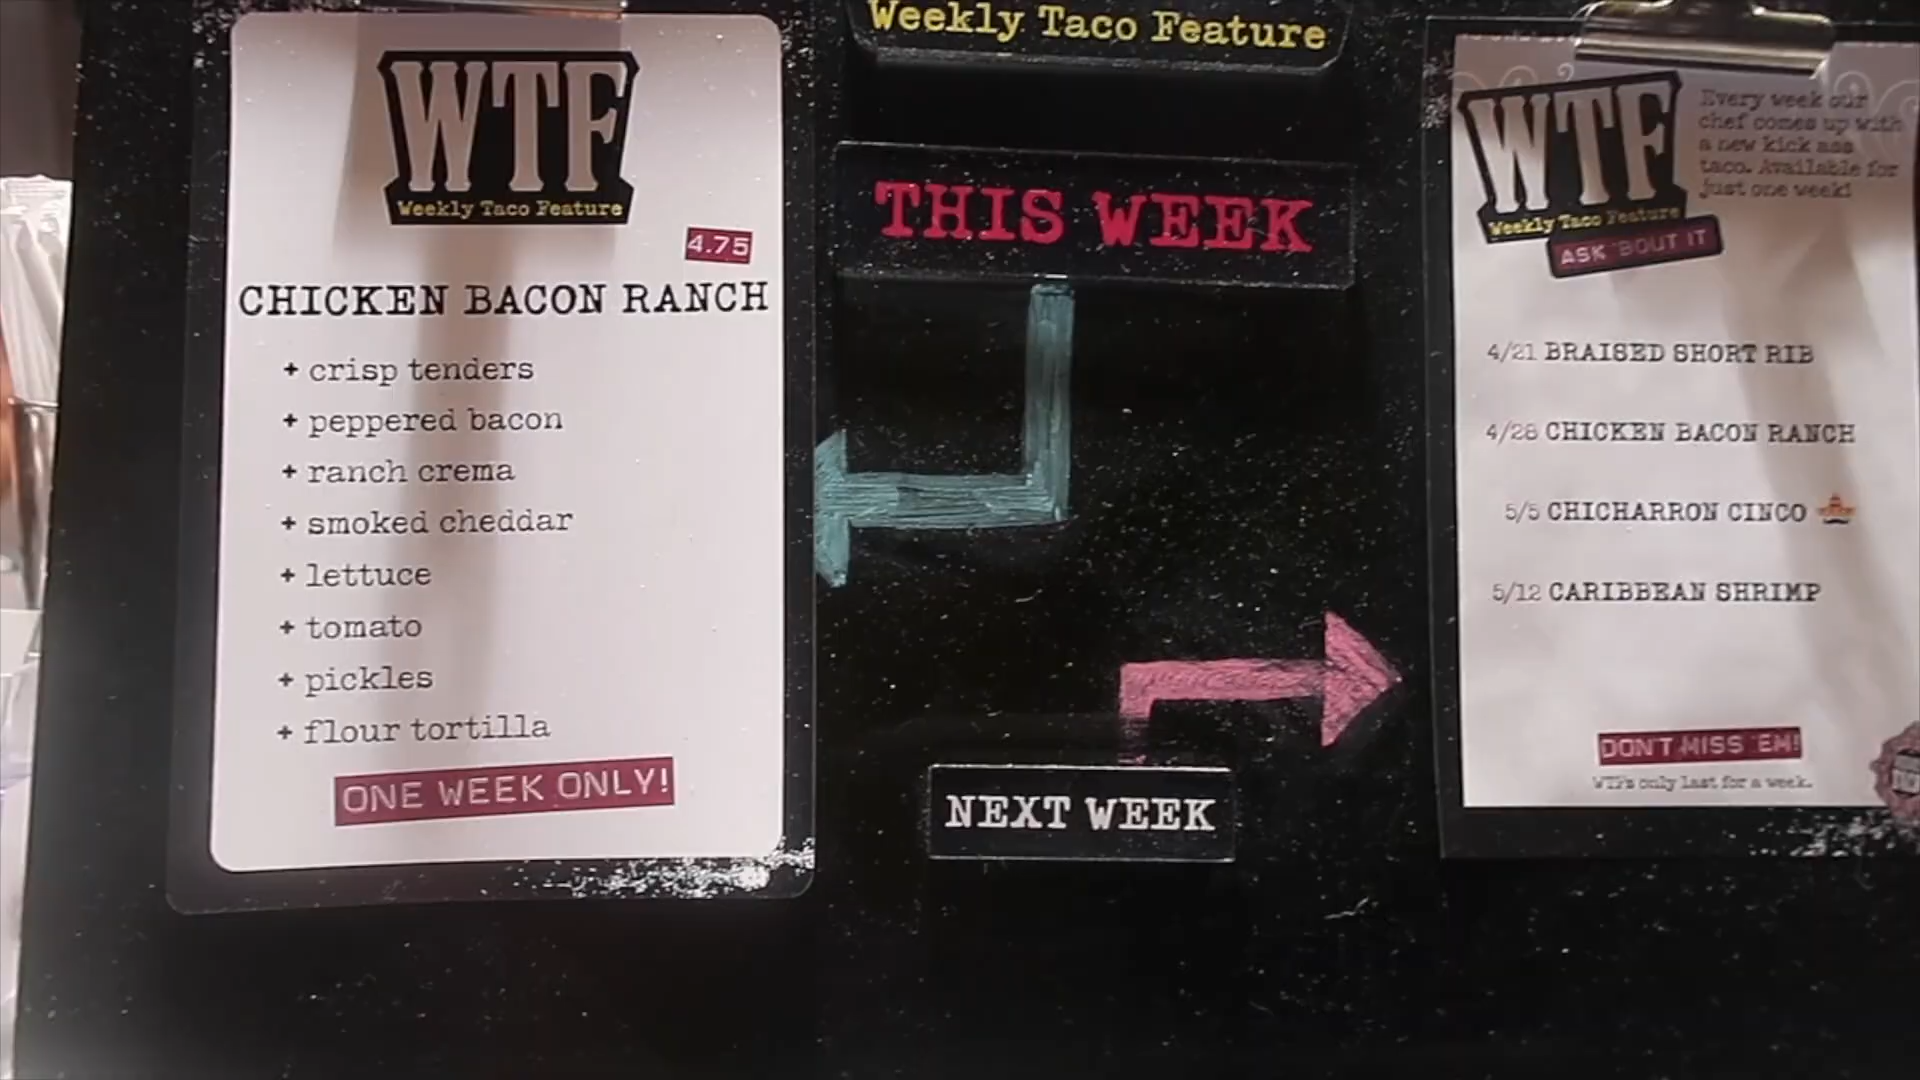 WTF
Weekly Taco Feature
4.75
CHICKEN BACON RANCH
+ crisp tenders
+ peppered bacon
+ ranch crema
+ smoked cheddar
+ lettuce
+ tomato
+ pickles
+ flour tortilla
ONE WEEK ONLY!
Weekly Taco Feature
THIS WEEK
NEXT WEEK
WTF
Weekly Taco Feature
ASK 'BOUT IT
Every week our
chef comes up with
a new kick ass
taco. Available for
just one week!
4/21 BRAISED SHORT RIB
4/28 CHICKEN BACON RANCH
5/5 CHICHARRON CINCO
5/12 CARIBBEAN SHRIMP
DON'T MISS 'EM!
WTFs only last for a week.